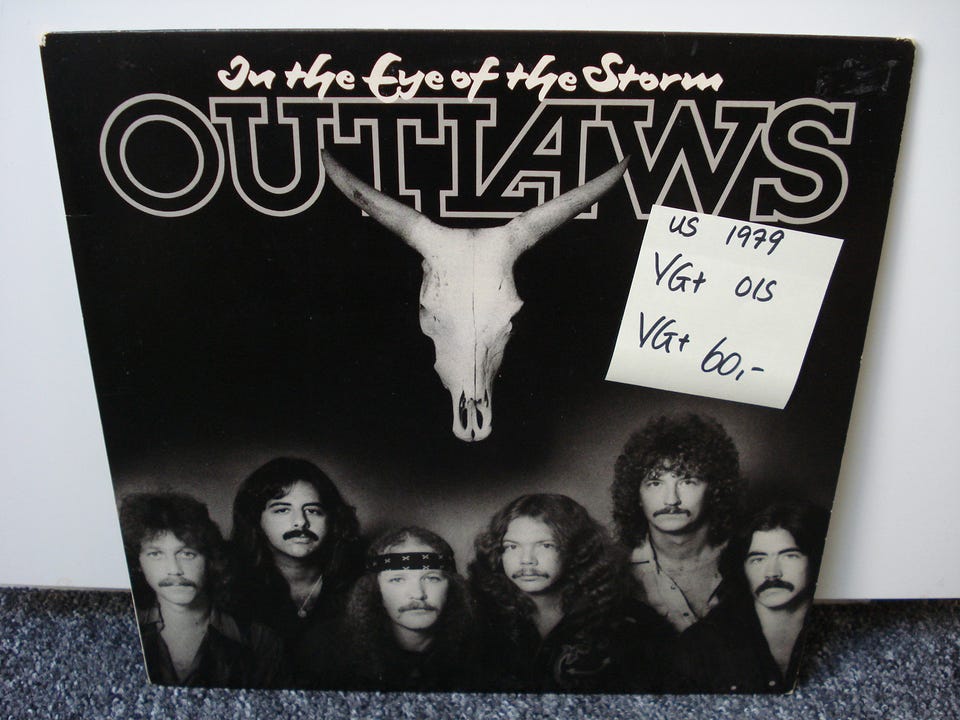 In the Eye of the Storm
OUTLAWS
US 1979
VG+ OIS
VG+ 60,-